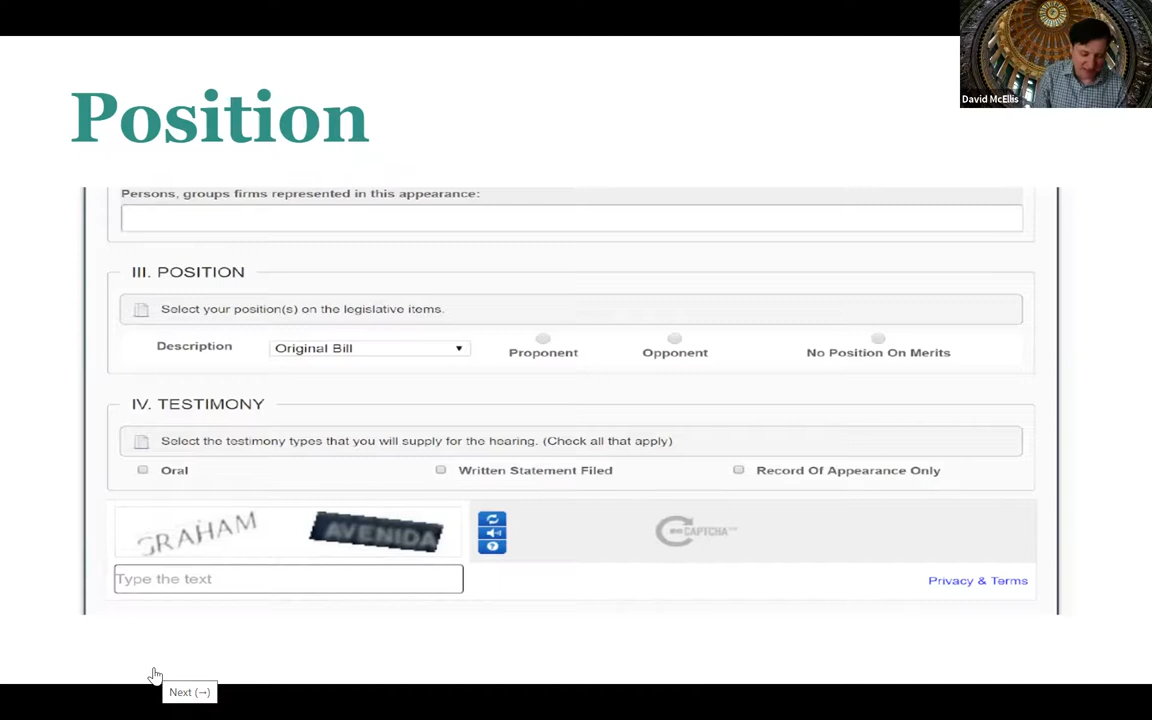 David McEllis
Position
Persons, groups firms represented in this appearance:
III. POSITION
Select your position(s) on the legislative items.
Description Original Bill Proponent Opponent No Position On Merits
IV. TESTIMONY
Select the testimony types that you will supply for the hearing. (Check all that apply)
Oral Written Statement Filed Record Of Appearance Only
GRAHAM AVENIDA
CAPTCHA
Type the text
Privacy & Terms
Next (→)